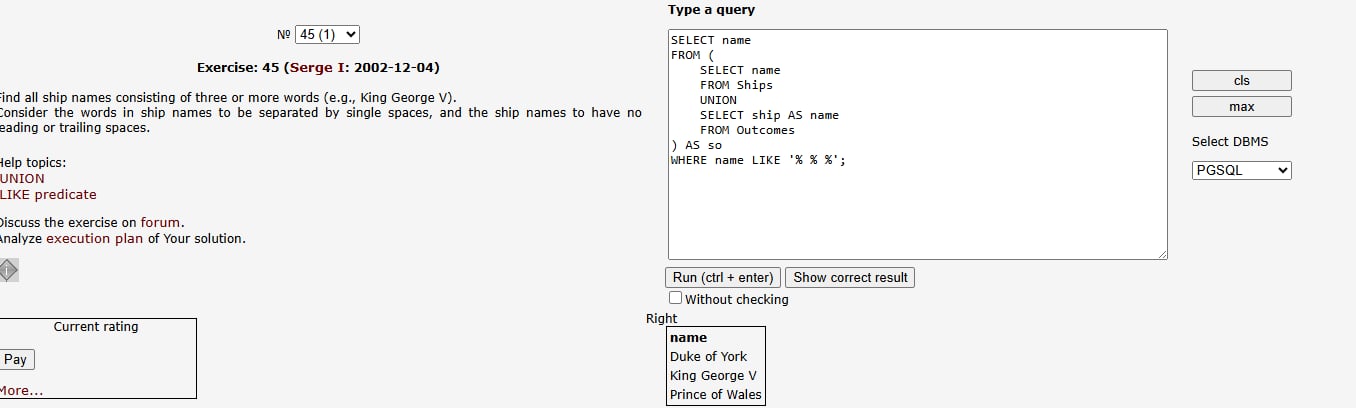 № 45 (1)
Exercise: 45 (Serge I: 2002-12-04)
Find all ship names consisting of three or more words (e.g., King George V).
Consider the words in ship names to be separated by single spaces, and the ship names to have no
leading or trailing spaces.
Help topics:
UNION
LIKE predicate
Discuss the exercise on forum.
Analyze execution plan of Your solution.
Current rating
Pay
More...
Type a query
SELECT name
FROM (
    SELECT name
    FROM Ships
    UNION
    SELECT ship AS name
    FROM Outcomes
) AS so
WHERE name LIKE '% % %';
cls
max
Select DBMS
PGSQL
Run (ctrl + enter) Show correct result
Without checking
Right
name
Duke of York
King George V
Prince of Wales